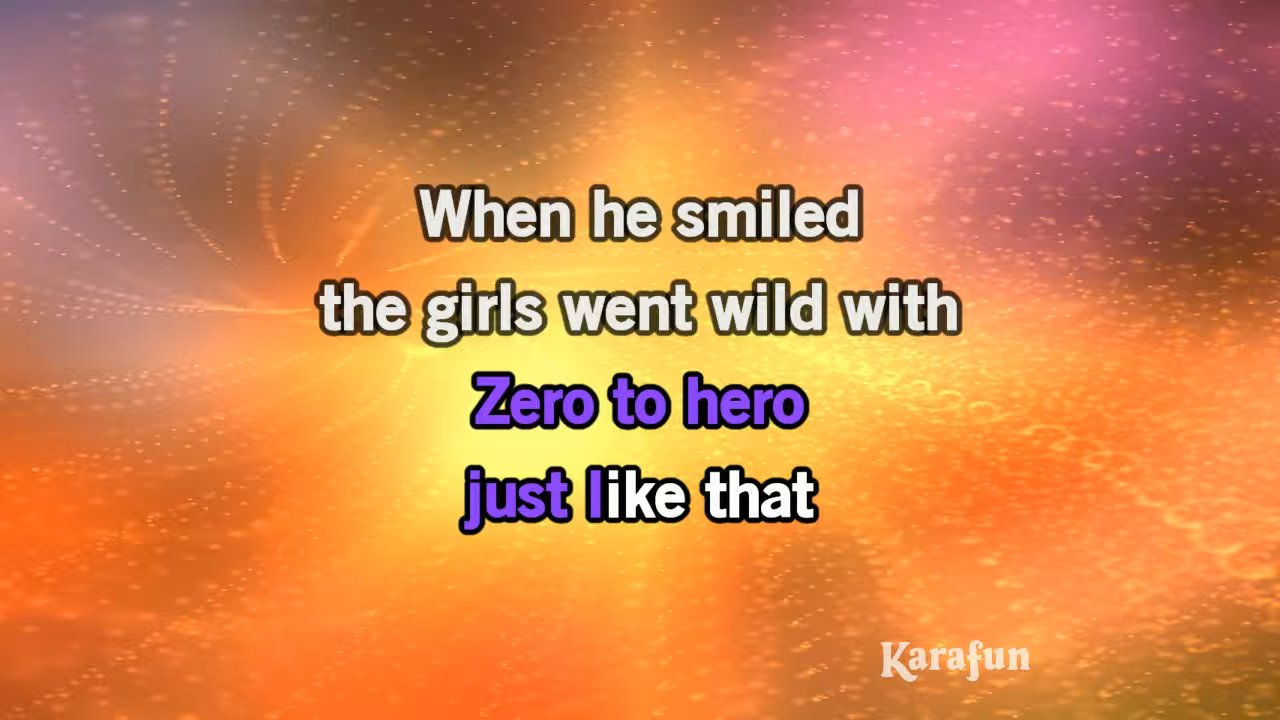 When he smiled
the girls went wild with
Zero to hero
just like that
Karafun